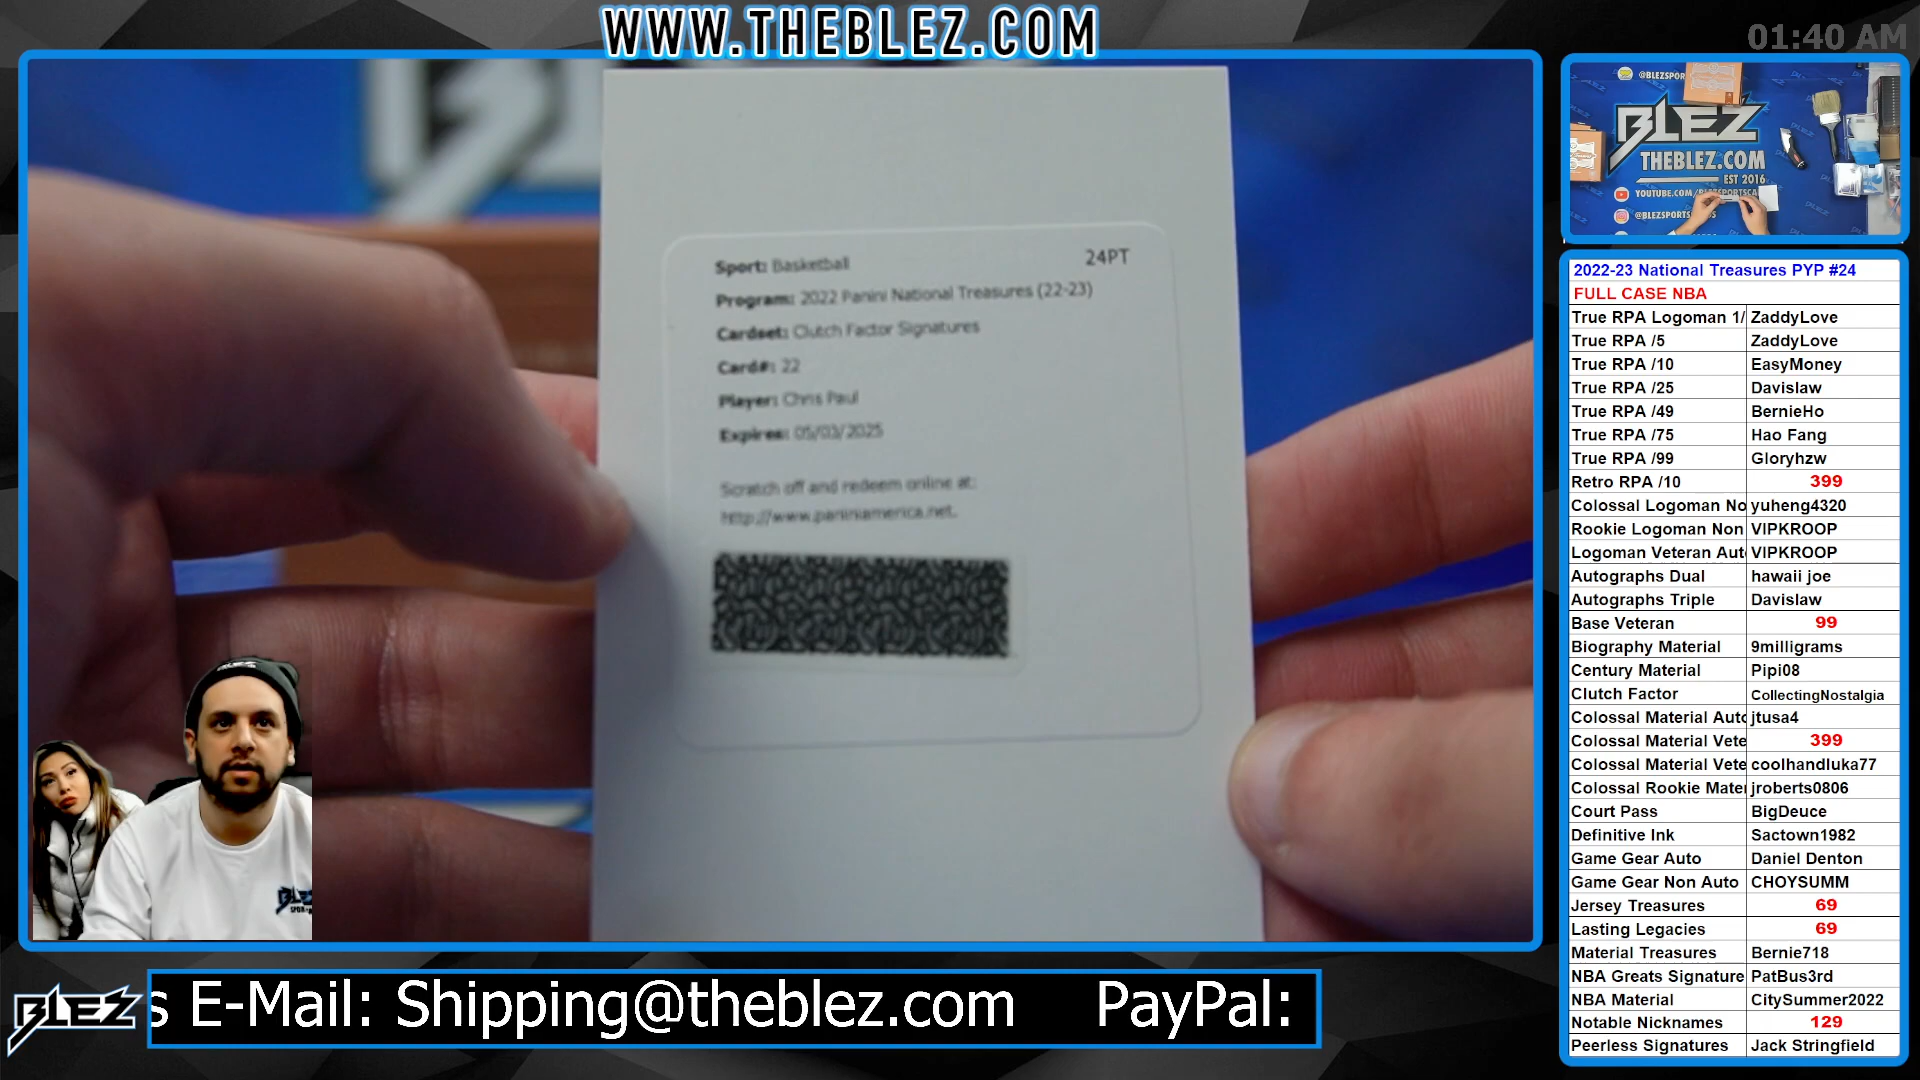 WWW.THEBLEZ.COM
01:40 AM
@BLEZSPOR
BLEZ
THEBLEZ.COM
EST 2016
YOUTUBE.COM/BLEZSPORTSCA
@BLEZSPORTS
Sport: Basketball
24PT
Program: 2022 Panini National Treasures (22-23)
Cardset: Clutch Factor Signatures
Card#: 22
Player: Chris Paul
Expires: 05/03/2025
Scratch off and redeem online at:
http://www.paniniamerica.net.
2022-23 National Treasures PYP #24
FULL CASE NBA
True RPA Logoman 1/ ZaddyLove
True RPA /5 ZaddyLove
True RPA /10 EasyMoney
True RPA /25 Davislaw
True RPA /49 BernieHo
True RPA /75 Hao Fang
True RPA /99 Gloryhzw
Retro RPA /10 399
Colossal Logoman No yuheng4320
Rookie Logoman Non VIPKROOP
Logoman Veteran Aut VIPKROOP
Autographs Dual hawaii joe
Autographs Triple Davislaw
Base Veteran 99
Biography Material 9milligrams
Century Material Pipi08
Clutch Factor CollectingNostalgia
Colossal Material Auto jtusa4
Colossal Material Vete 399
Colossal Material Vete coolhandluka77
Colossal Rookie Mater jroberts0806
Court Pass BigDeuce
Definitive Ink Sactown1982
Game Gear Auto Daniel Denton
Game Gear Non Auto CHOYSUMM
Jersey Treasures 69
Lasting Legacies 69
Material Treasures Bernie718
NBA Greats Signature PatBus3rd
NBA Material CitySummer2022
Notable Nicknames 129
Peerless Signatures Jack Stringfield
BLEZ
BLEZ
BLEZ
s E-Mail: Shipping@theblez.com PayPal: